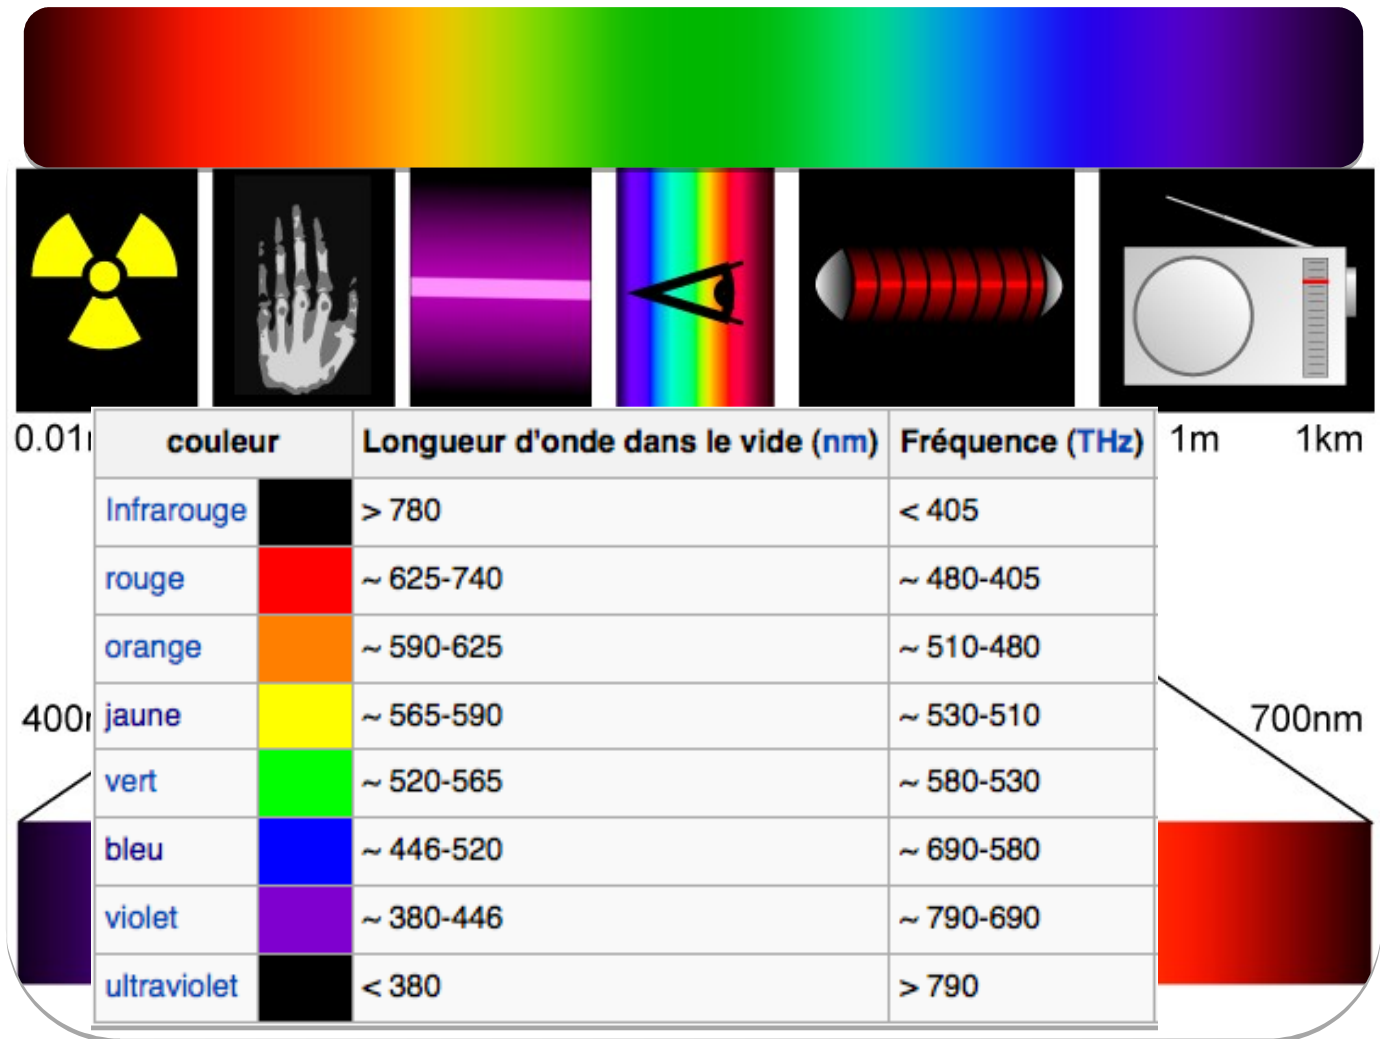 0.01
1m 1km
couleur Longueur d'onde dans le vide (nm) Fréquence (THz)
Infrarouge > 780 < 405
rouge ~ 625-740 ~ 480-405
orange ~ 590-625 ~ 510-480
400
700nm
jaune ~ 565-590 ~ 530-510
vert ~ 520-565 ~ 580-530
bleu ~ 446-520 ~ 690-580
violet ~ 380-446 ~ 790-690
ultraviolet < 380 > 790